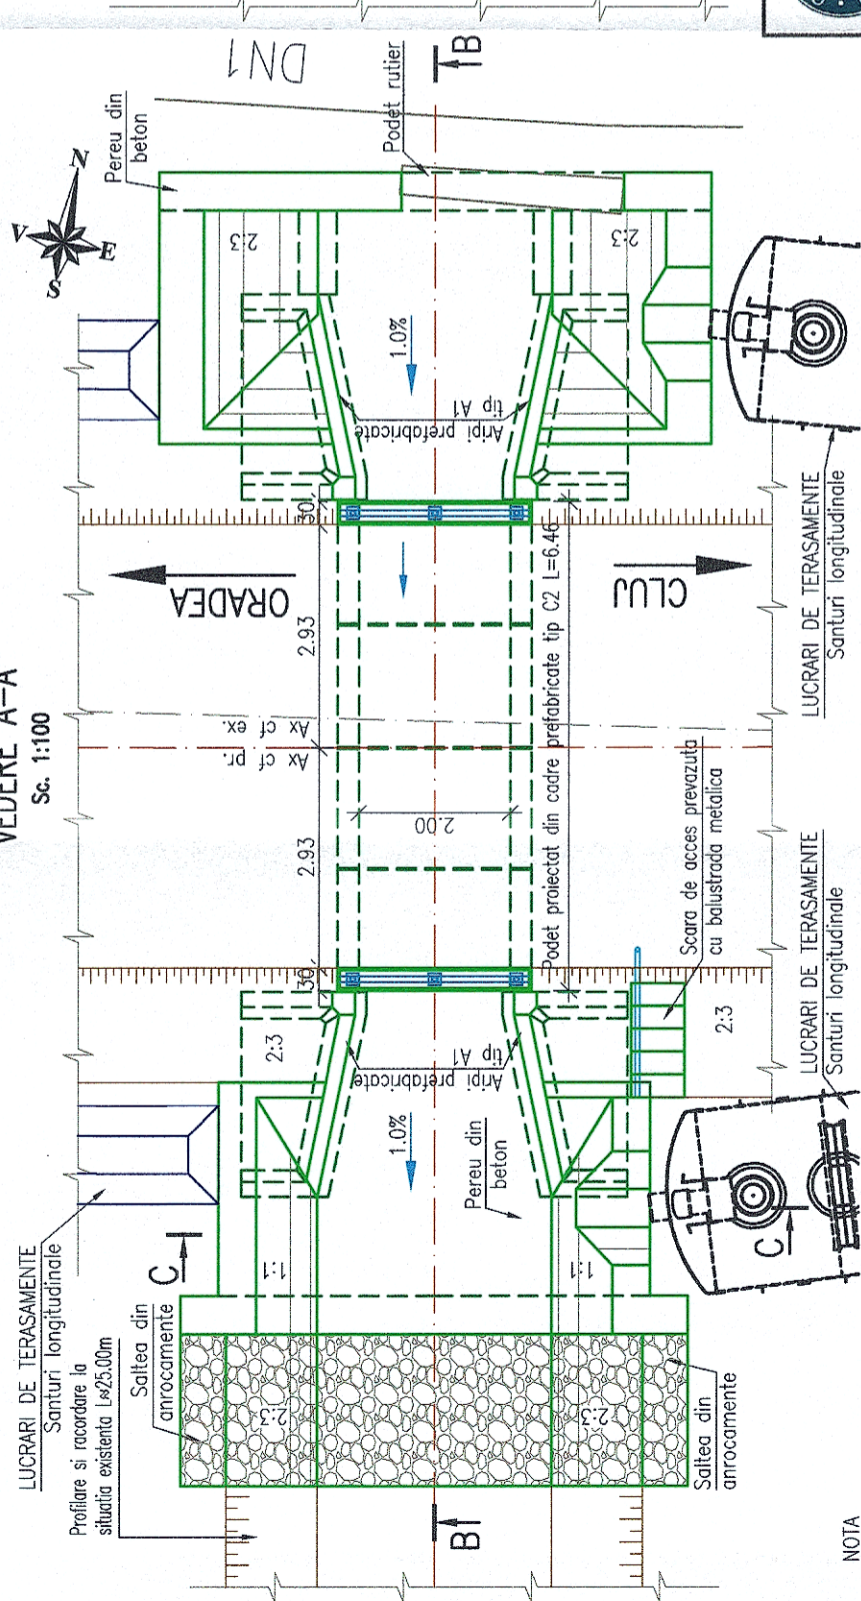 VEDERE A-A
Sc. 1:100
DN1
B
Podet rutier
Pereu din
beton
N
V
E
S
2:3
2:3
1.0%
Aripi prefabricate
tip A1
30
ORADEA
CLUJ
2.93
Ax cf ex.
Ax cf pr.
2.00
2.93
30
Podet proiectat din cadre prefabricate tip C2 L=6.46
LUCRARI DE TERASAMENTE
Santuri longitudinale
Scara de acces prevazuta
cu balustrada metalica
2:3
2:3
Aripi prefabricate
tip A1
1.0%
Pereu din
beton
LUCRARI DE TERASAMENTE
Santuri longitudinale
C
C
1:1
1:1
LUCRARI DE TERASAMENTE
Santuri longitudinale
Profilare si racordare la
situatia existenta L≈25.00m
Saltea din
anrocamente
2:3
2:3
Saltea din
anrocamente
B
NOTA